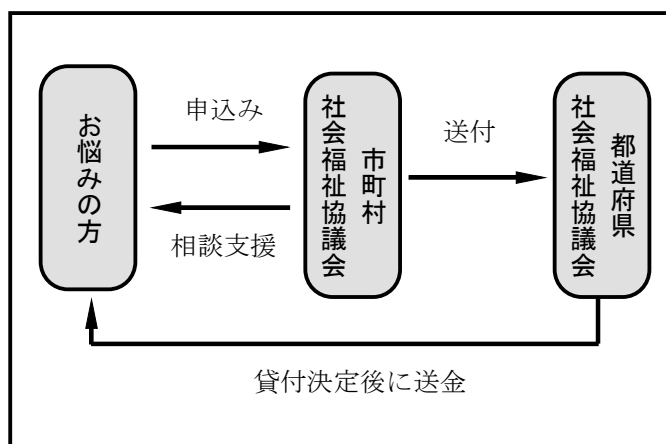 お悩みの方
申込み
相談支援
市町村
社会福祉協議会
送付
都道府県
社会福祉協議会
貸付決定後に送金